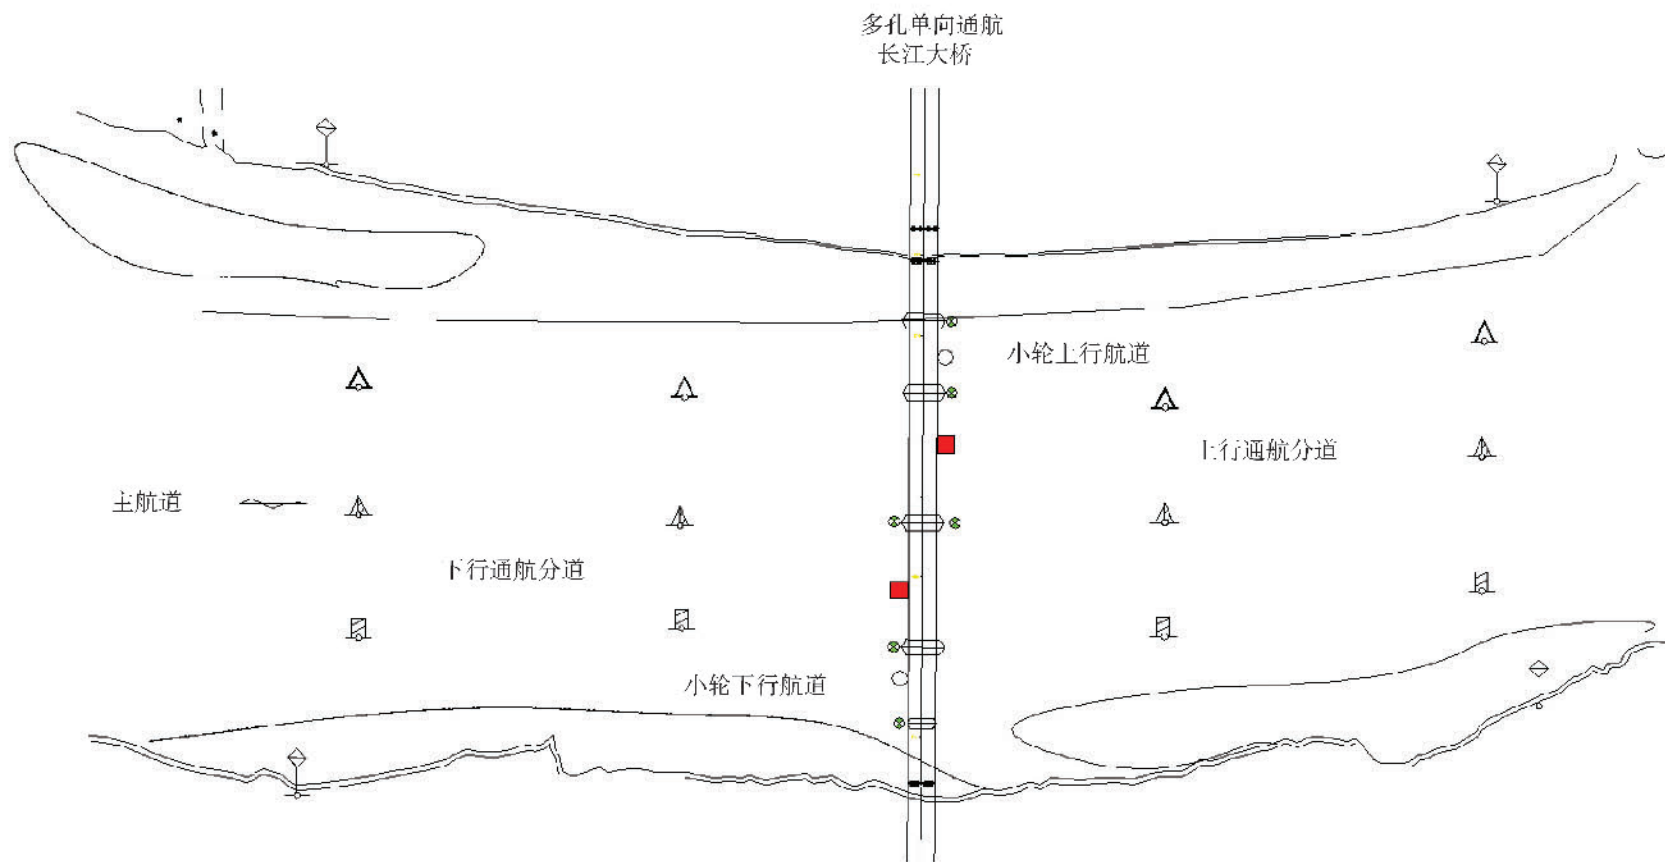 多孔单向通航
长江大桥
小轮上行航道
上行通航分道
主航道
下行通航分道
小轮下行航道